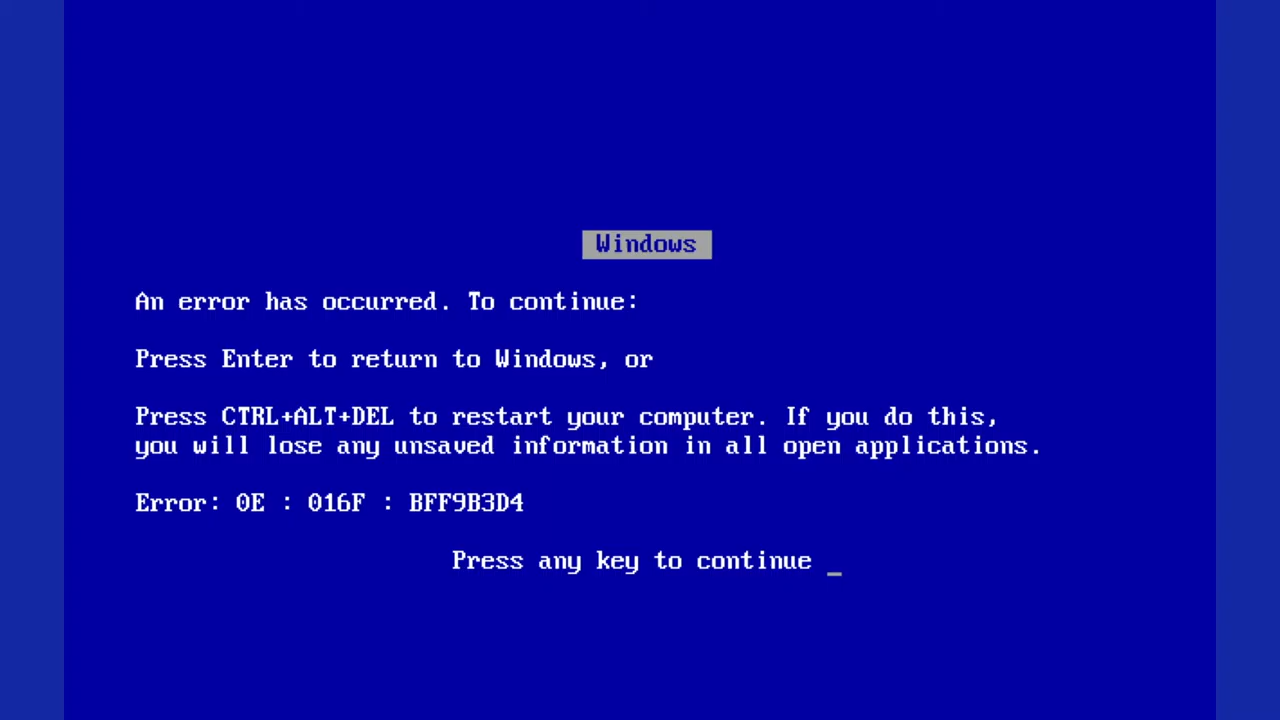 Windows
An error has occurred. To continue:
Press Enter to return to Windows, or
Press CTRL+ALT+DEL to restart your computer. If you do this,
you will lose any unsaved information in all open applications.
Error: 0E : 016F : BFF9B3D4
Press any key to continue _